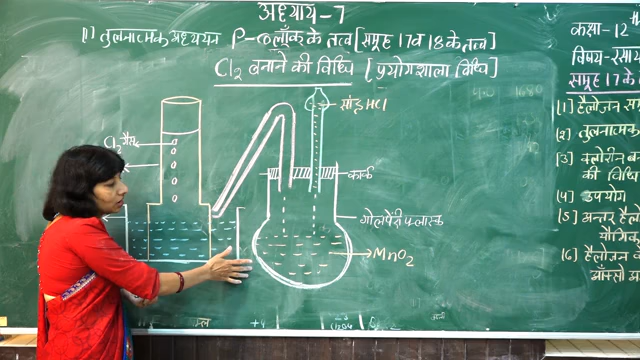 अध्याय-7
[1] तुलनात्मक अध्ययन P-ब्लॉक के तत्व [समूह 17 व 18 के तत्व]
Cl₂ बनाने की विधि [प्रयोगशाला विधि]
सांद्र HCl
Cl₂ गैस
कार्क
गोलपेंदी फ्लास्क
MnO₂
कक्षा-12
विषय-रसा
समूह 17 के
[1] हैलोजन स
[2] तुलनात्मक
[3] क्लोरीन बन
की विधि
[4] उपयोग
[5] अन्तर हैलो
यौगिक
[6] हैलोजन के